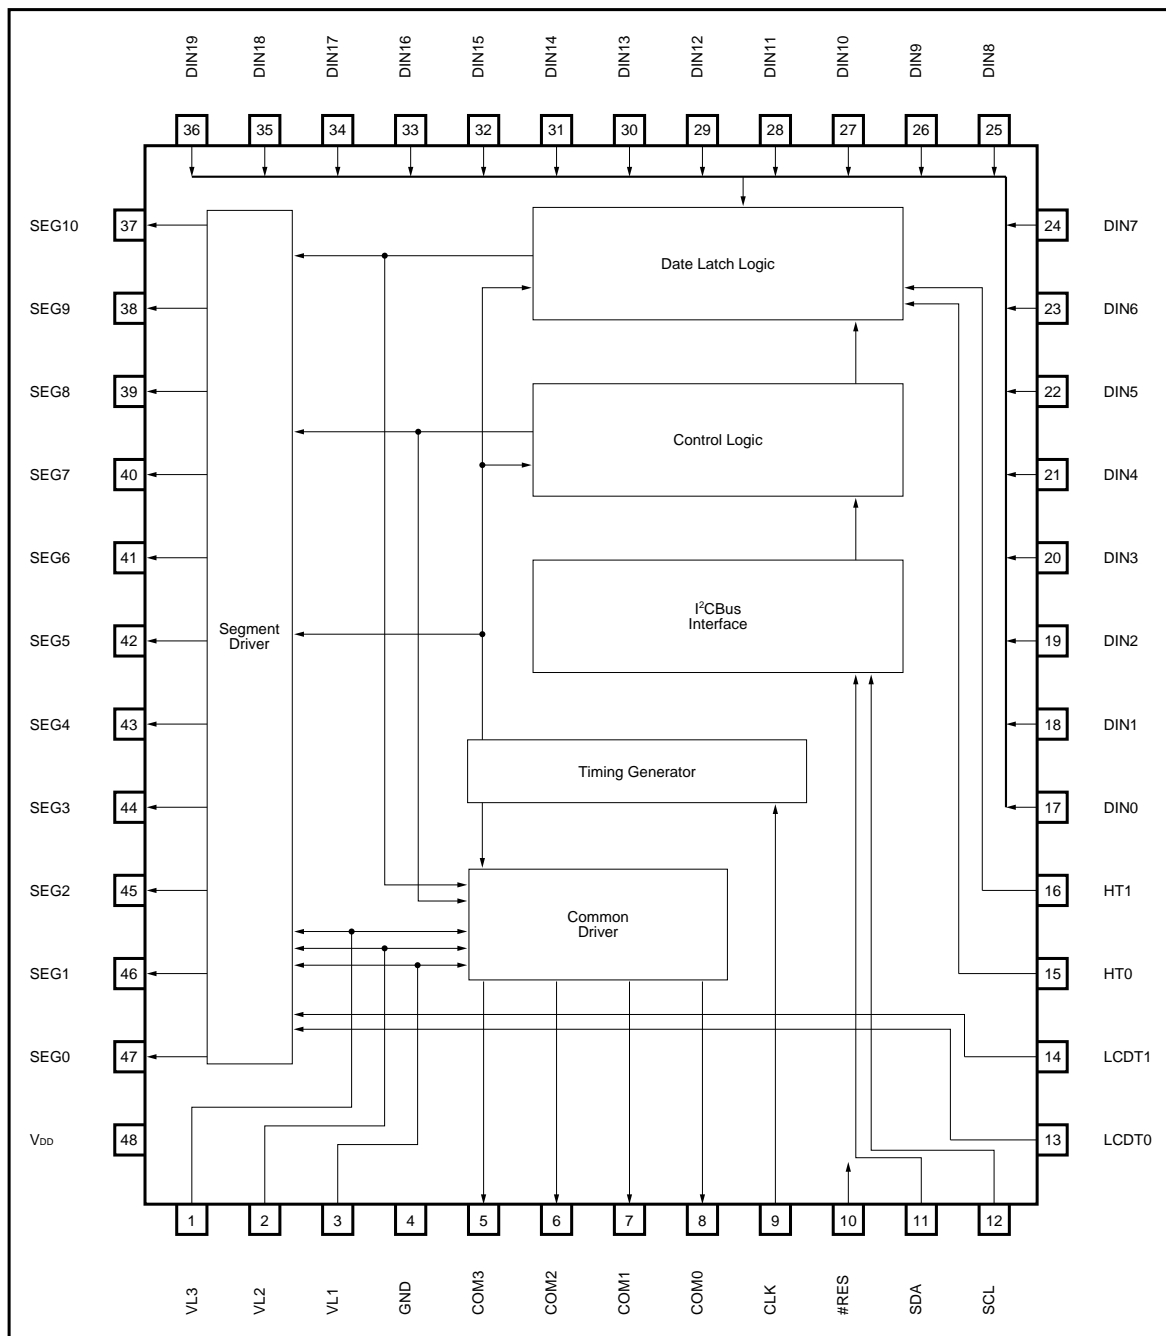 DIN19 DIN18 DIN17 DIN16 DIN15 DIN14 DIN13 DIN12 DIN11 DIN10 DIN9 DIN8
36 35 34 33 32 31 30 29 28 27 26 25
SEG10 37 24 DIN7
Date Latch Logic
SEG9 38 23 DIN6
SEG8 39 22 DIN5
Control Logic
SEG7 40 21 DIN4
SEG6 41 20 DIN3
I²CBus
Interface
Segment
Driver
SEG5 42 19 DIN2
SEG4 43 18 DIN1
Timing Generator
SEG3 44 17 DIN0
SEG2 45 16 HT1
Common
Driver
SEG1 46 15 HT0
SEG0 47 14 LCDT1
VDD 48 13 LCDT0
1 2 3 4 5 6 7 8 9 10 11 12
VL3 VL2 VL1 GND COM3 COM2 COM1 COM0 CLK #RES SDA SCL